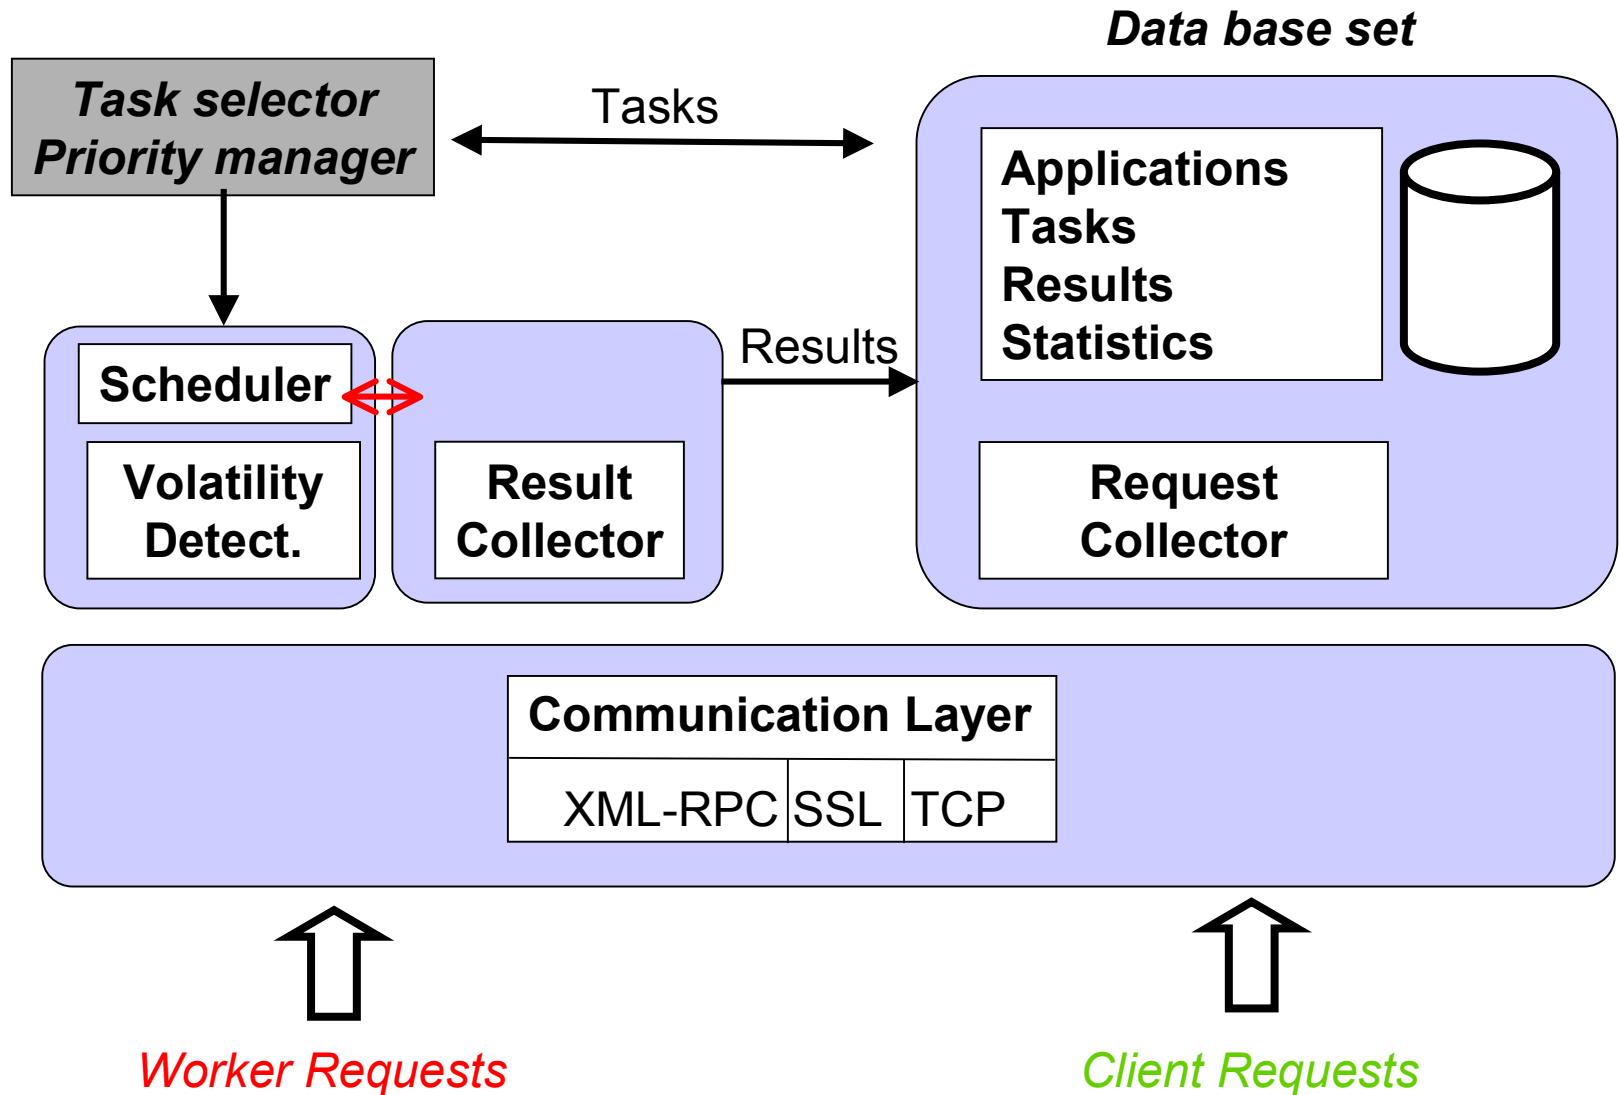 Data base set
Task selector
Priority manager
Tasks
Applications
Tasks
Results
Statistics
Results
Scheduler
Volatility
Detect.
Result
Collector
Request
Collector
Communication Layer
XML-RPC SSL TCP
Worker Requests
Client Requests